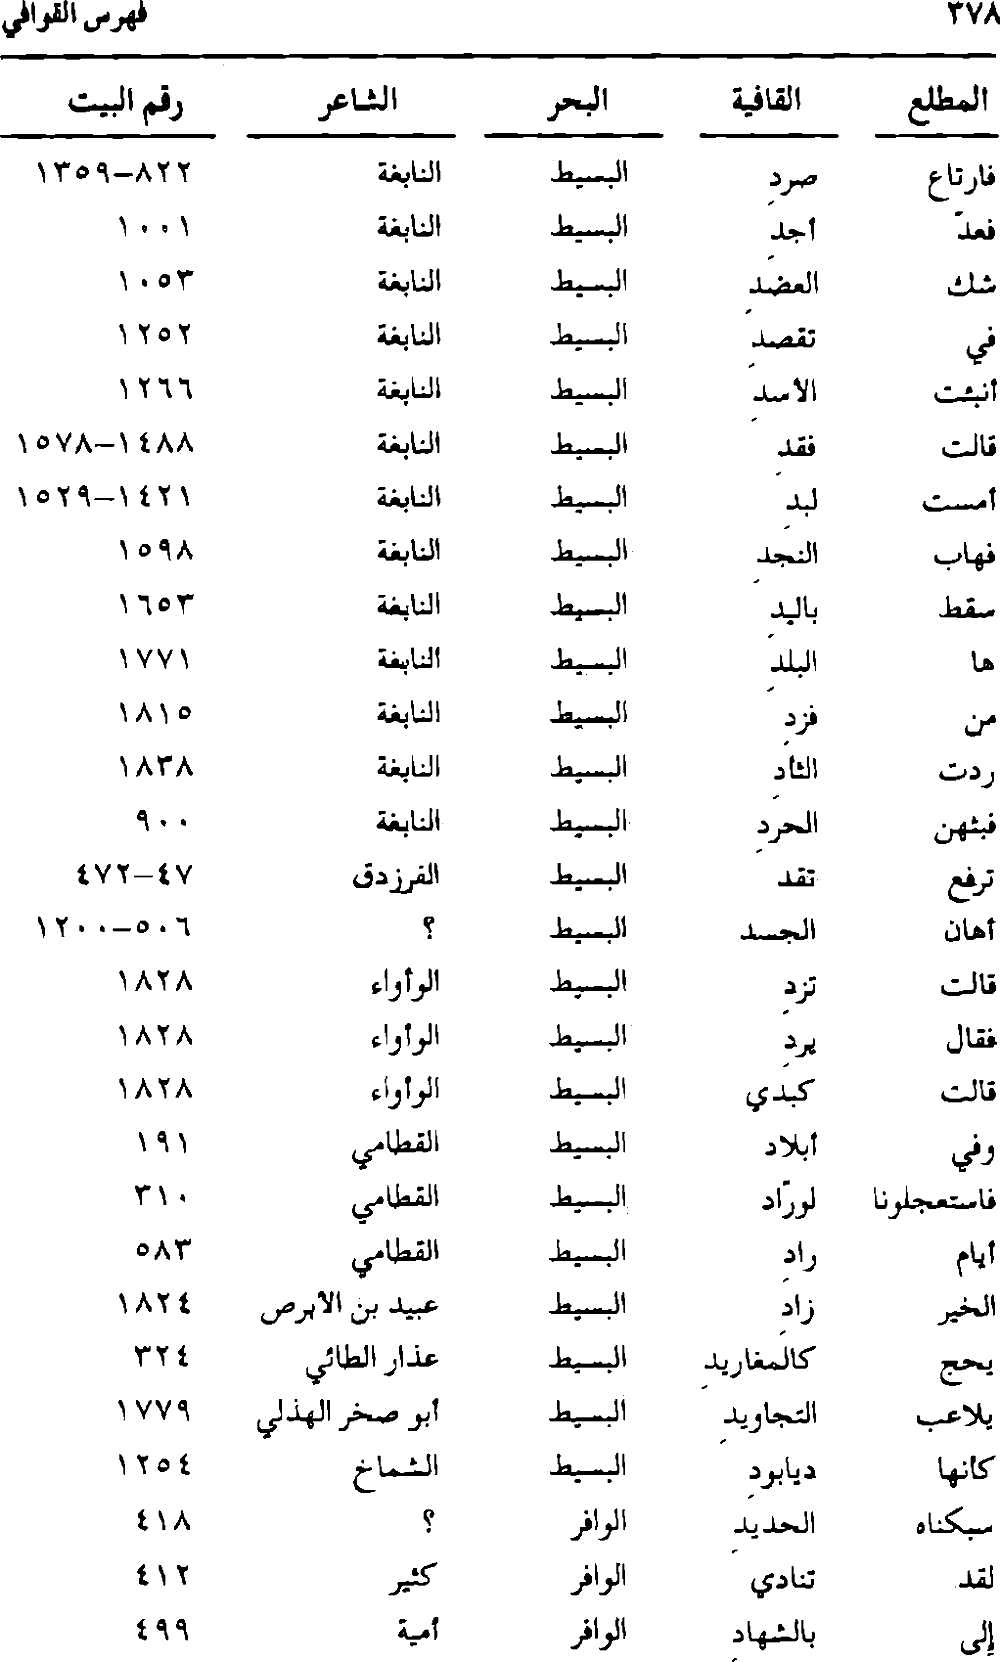 ٣٧٨ فهرس القوافي
المطلع القافية البحر الشاعر رقم البيت
فارتاع صردِ البسيط النابغة ٨٢٢–١٣٥٩
فعدّ أجدِ البسيط النابغة ١٠٠١
شك العضدِ البسيط النابغة ١٠٥٣
في تقصدِ البسيط النابغة ١٢٥٢
أنبئت الأسدِ البسيط النابغة ١٢٦٦
قالت فقدِ البسيط النابغة ١٤٨٨–١٥٧٨
أمست لبدِ البسيط النابغة ١٤٢١–١٥٢٩
فهاب النجدِ البسيط النابغة ١٥٩٨
سقط باليدِ البسيط النابغة ١٦٥٣
ها البلدِ البسيط النابغة ١٧٧١
من فردِ البسيط النابغة ١٨١٥
ردت الثأدِ البسيط النابغة ١٨٣٨
فبثهن الحردِ البسيط النابغة ٩٠٠
ترفع تقد البسيط الفرزدق ٤٧–٤٧٢
أهان الجسد البسيط ؟ ٥٠٦–١٢٠٠
قالت تزدِ البسيط الوأواء ١٨٢٨
فقال يردِ البسيط الوأواء ١٨٢٨
قالت كبدي البسيط الوأواء ١٨٢٨
وفي أبلاد البسيط القطامي ١٩١
فاستعجلونا لورّاد البسيط القطامي ٣١٠
أيام رادِ البسيط القطامي ٥٨٣
الخير زادِ البسيط عبيد بن الأبرص ١٨٢٤
يحج كالمغاريدِ البسيط عذار الطائي ٣٢٤
يلاعب التجاويدِ البسيط أبو صخر الهذلي ١٧٧٩
كأنها ديابودِ البسيط الشماخ ١٢٥٤
سبكناه الحديدِ الوافر ؟ ٤١٨
لقد تنادي الوافر كثير ٤١٢
إلى بالشهادِ الوافر أمية ٤٩٩